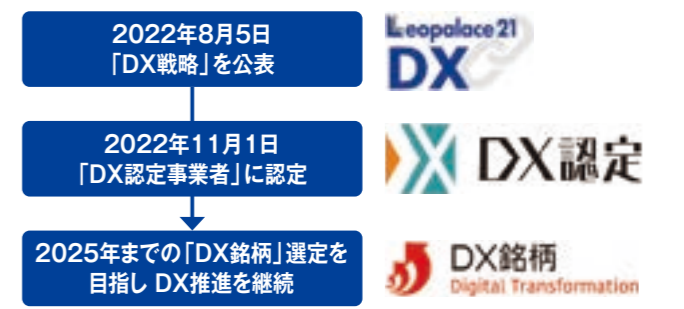 2022年8月5日
「DX戦略」を公表
Leopalace21
DX
2022年11月1日
「DX認定事業者」に認定
DX認定
2025年までの「DX銘柄」選定を
目指し DX推進を継続
DX銘柄
Digital Transformation